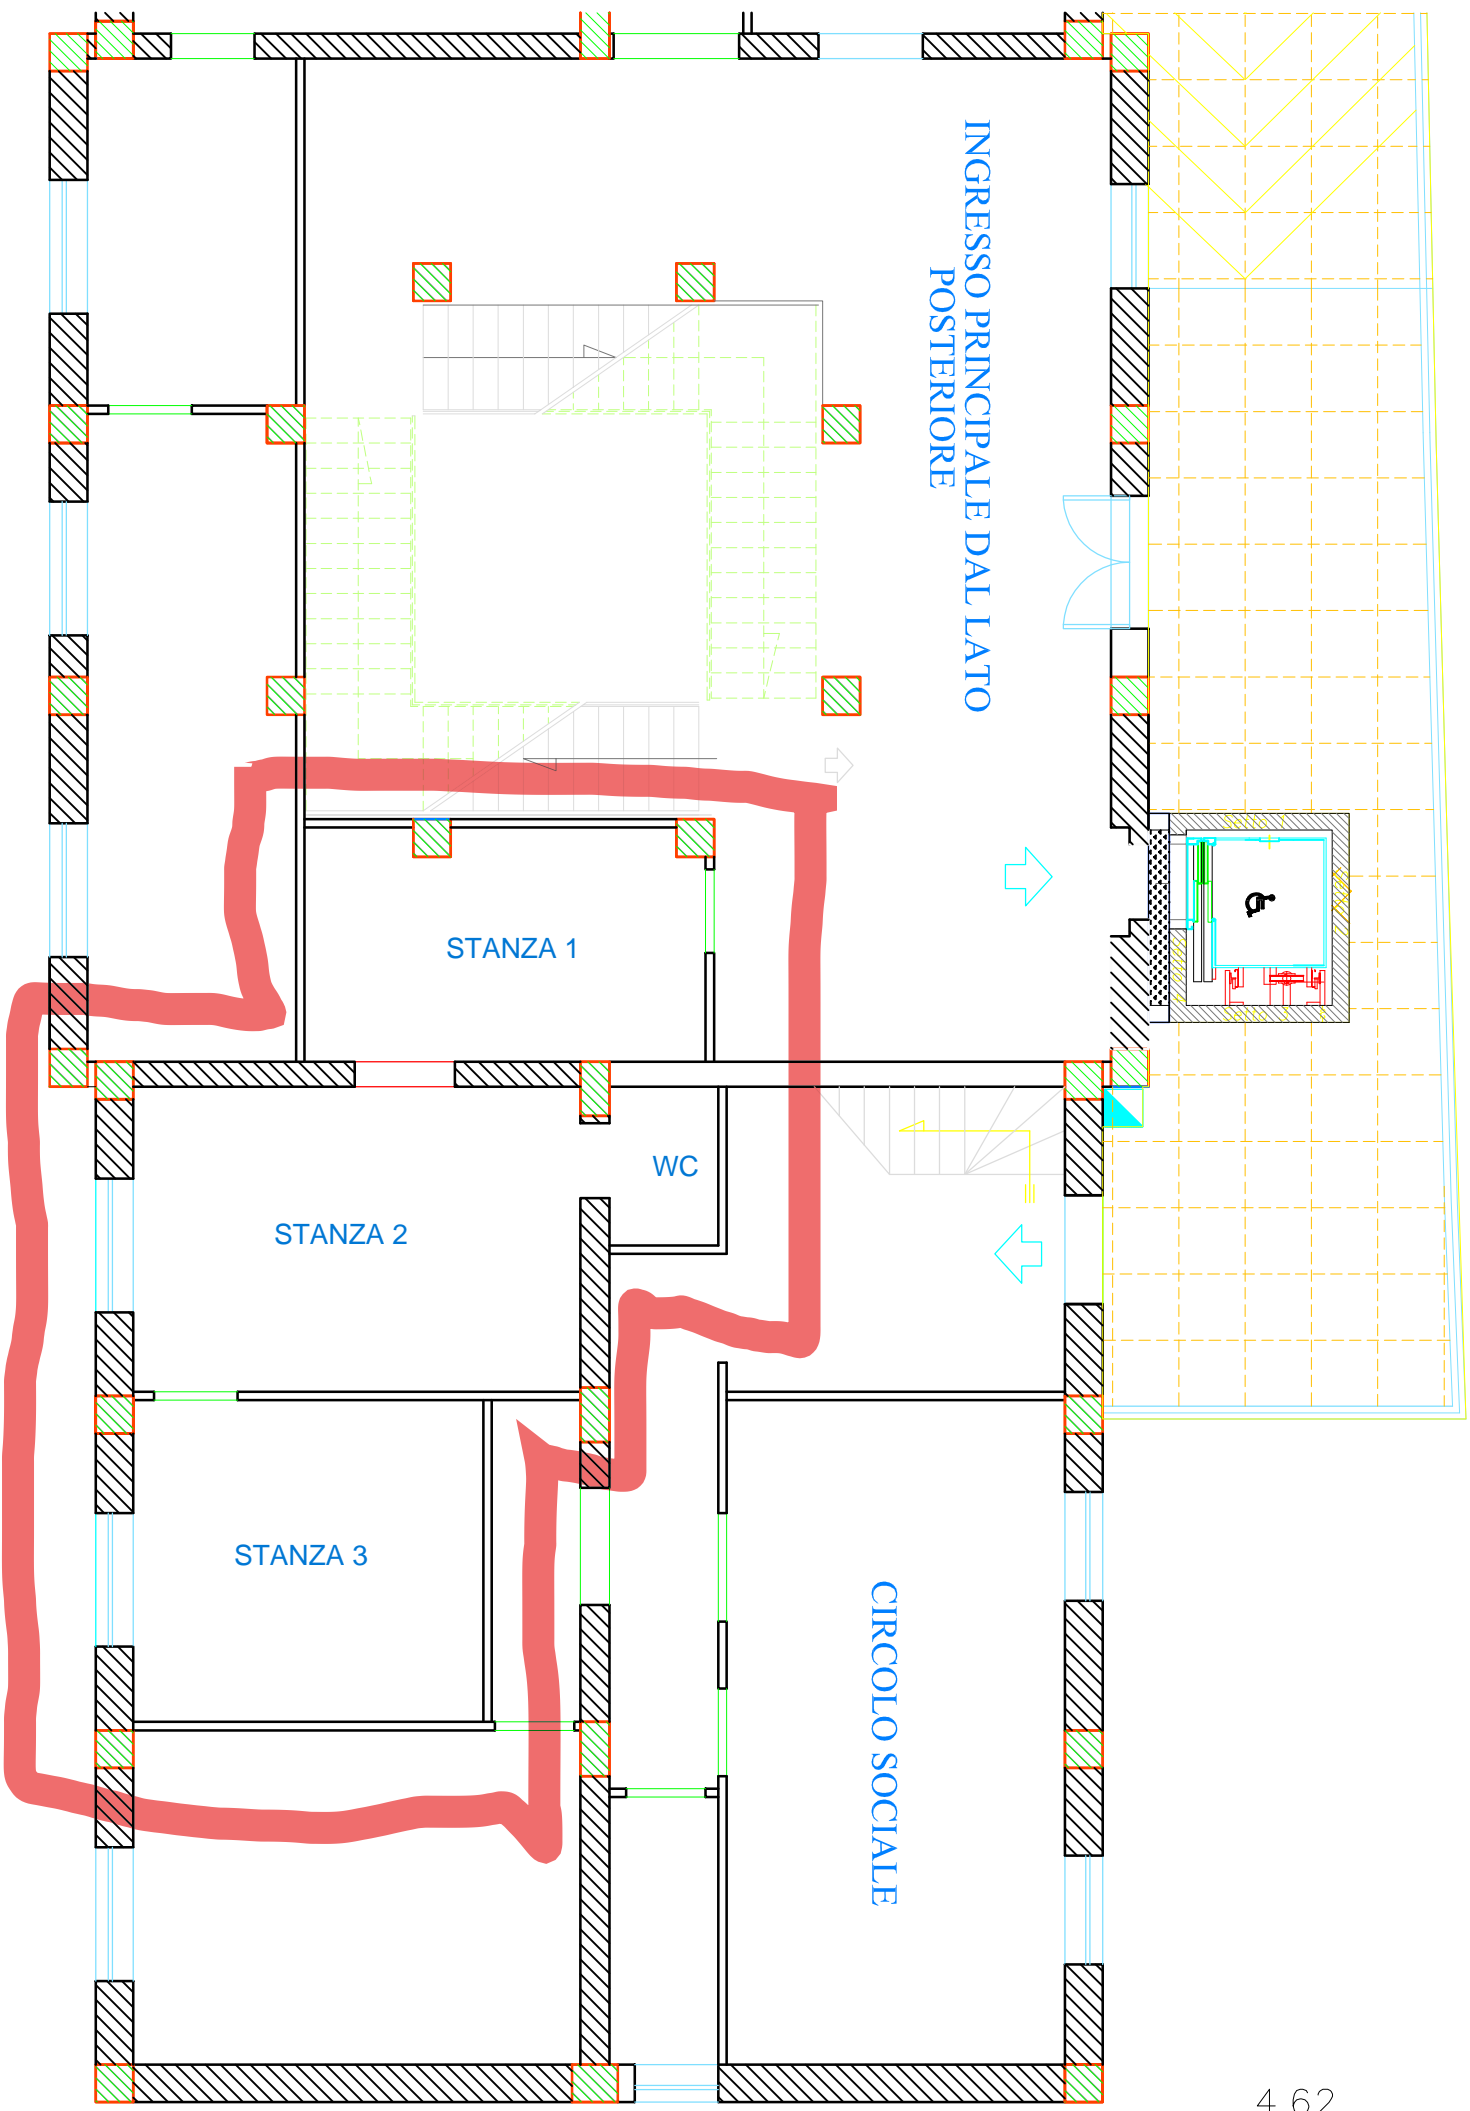 INGRESSO PRINCIPALE DAL LATO
POSTERIORE
STANZA 1
WC
STANZA 2
STANZA 3
CIRCOLO SOCIALE
4.62